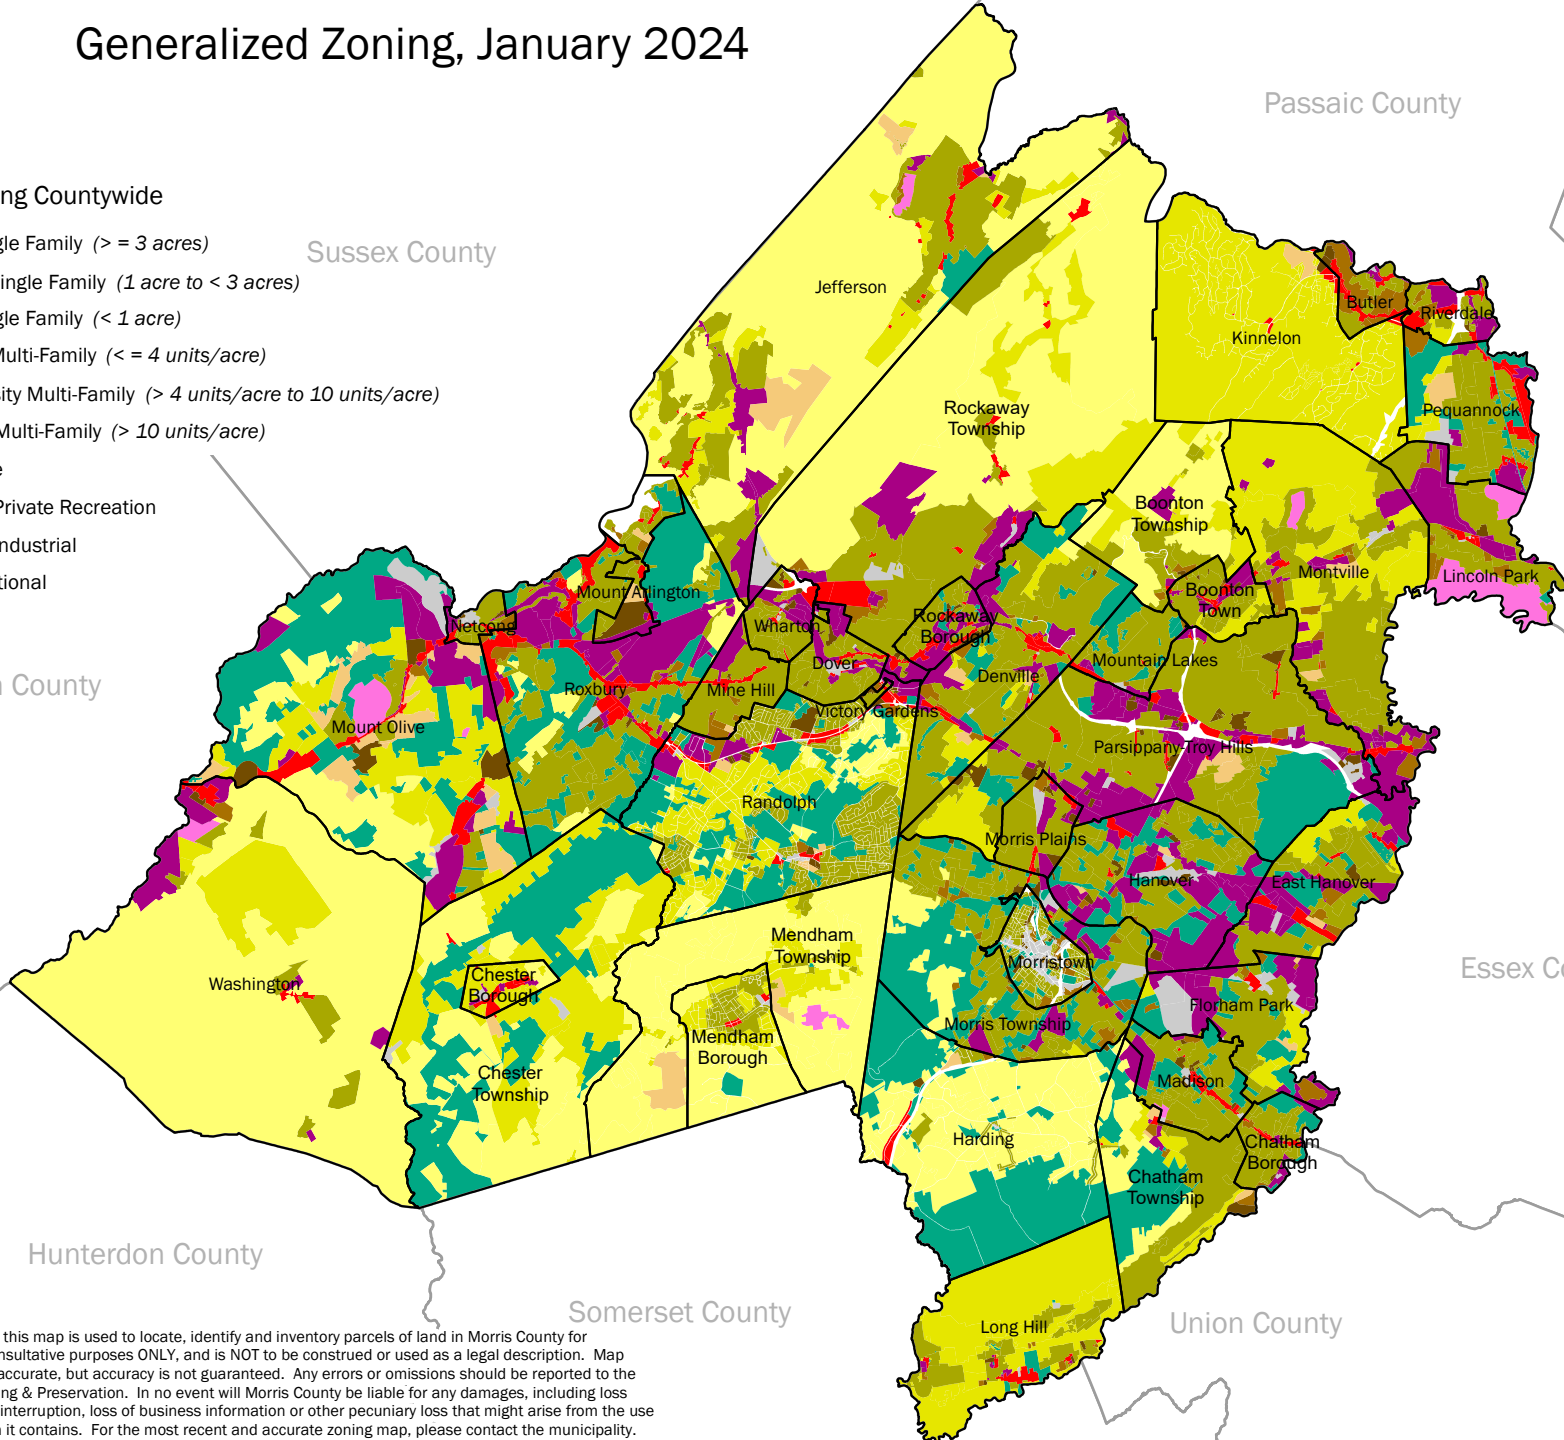 Generalized Zoning, January 2024
Passaic County
ng Countywide
gle Family (> = 3 acres)
Sussex County
ingle Family (1 acre to < 3 acres)
gle Family (< 1 acre)
Multi-Family (< = 4 units/acre)
ity Multi-Family (> 4 units/acre to 10 units/acre)
Multi-Family (> 10 units/acre)
e
Private Recreation
ndustrial
tional
Jefferson
Butler
Riverdale
Kinnelon
Rockaway
Township
Pequannock
Boonton
Township
Montville
Lincoln Park
Mount Arlington
Boonton
Town
Netcong
Wharton
Rockaway
Borough
Dover
Mountain Lakes
Denville
County
Roxbury
Mine Hill
Victory Gardens
Mount Olive
Parsippany-Troy Hills
Randolph
Morris Plains
Hanover
East Hanover
Mendham
Township
Morristown
Essex Co
Washington
Chester
Borough
Florham Park
Morris Township
Mendham
Borough
Chester
Township
Madison
Harding
Chatham
Borough
Chatham
Township
Hunterdon County
Somerset County
Union County
Long Hill
this map is used to locate, identify and inventory parcels of land in Morris County for
nsultative purposes ONLY, and is NOT to be construed or used as a legal description. Map
accurate, but accuracy is not guaranteed. Any errors or omissions should be reported to the
ng & Preservation. In no event will Morris County be liable for any damages, including loss
interruption, loss of business information or other pecuniary loss that might arise from the use
it contains. For the most recent and accurate zoning map, please contact the municipality.